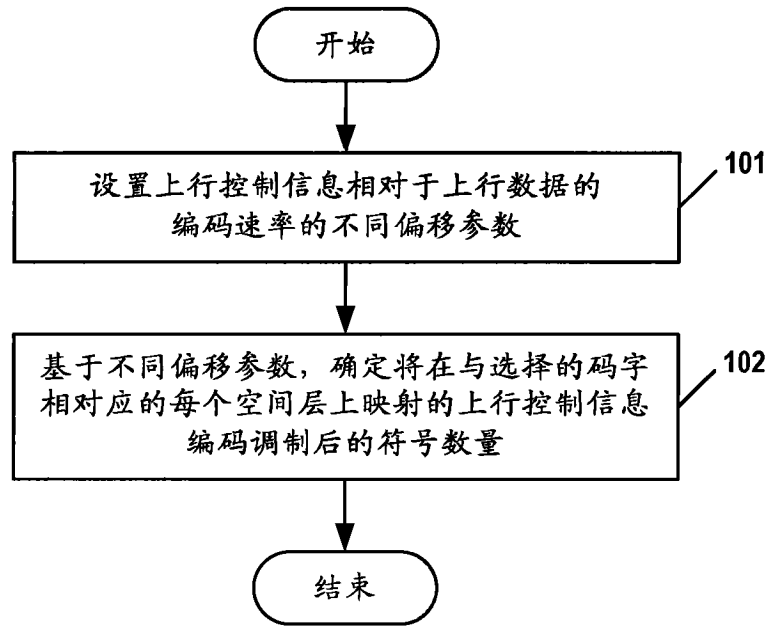 开始
设置上行控制信息相对于上行数据的
编码速率的不同偏移参数
101
基于不同偏移参数，确定将在与选择的码字
相对应的每个空间层上映射的上行控制信息
编码调制后的符号数量
102
结束